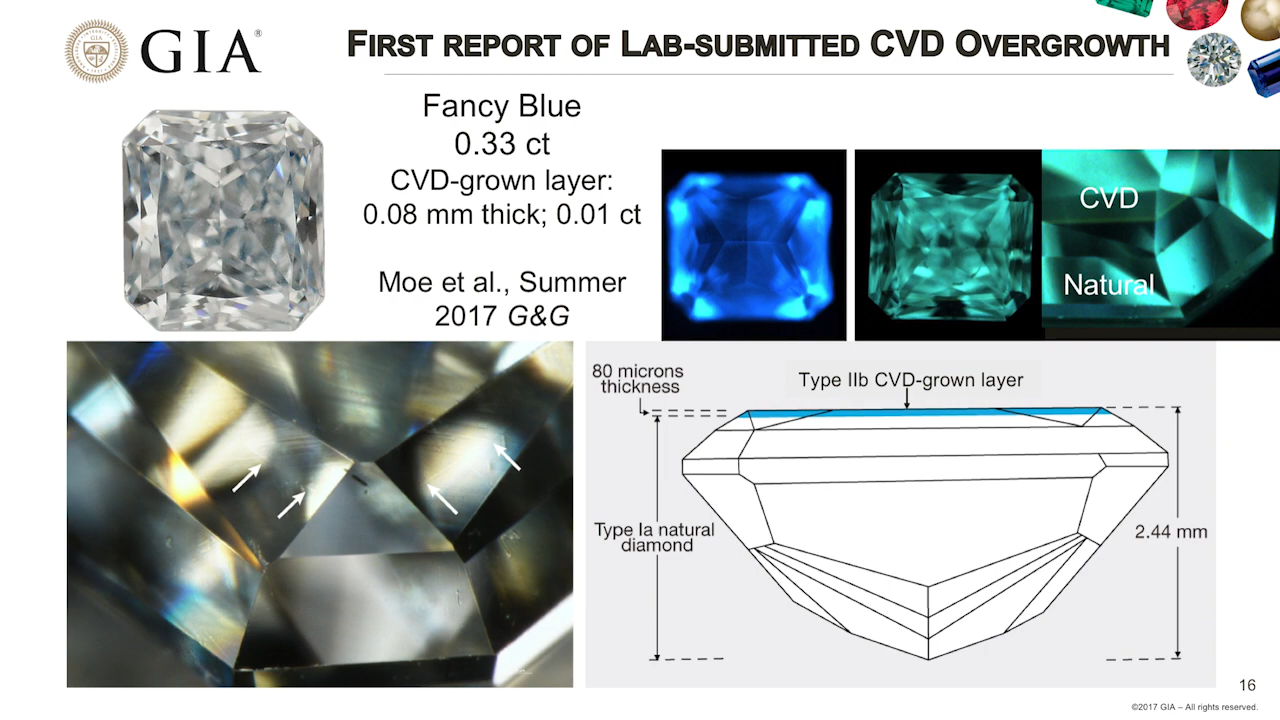 GIA®
FIRST REPORT OF LAB-SUBMITTED CVD OVERGROWTH
Fancy Blue
0.33 ct
CVD-grown layer:
0.08 mm thick; 0.01 ct
Moe et al., Summer
2017 G&G
CVD
Natural
80 microns
thickness
Type IIb CVD-grown layer
Type Ia natural
diamond
2.44 mm
16
©2017 GIA – All rights reserved.